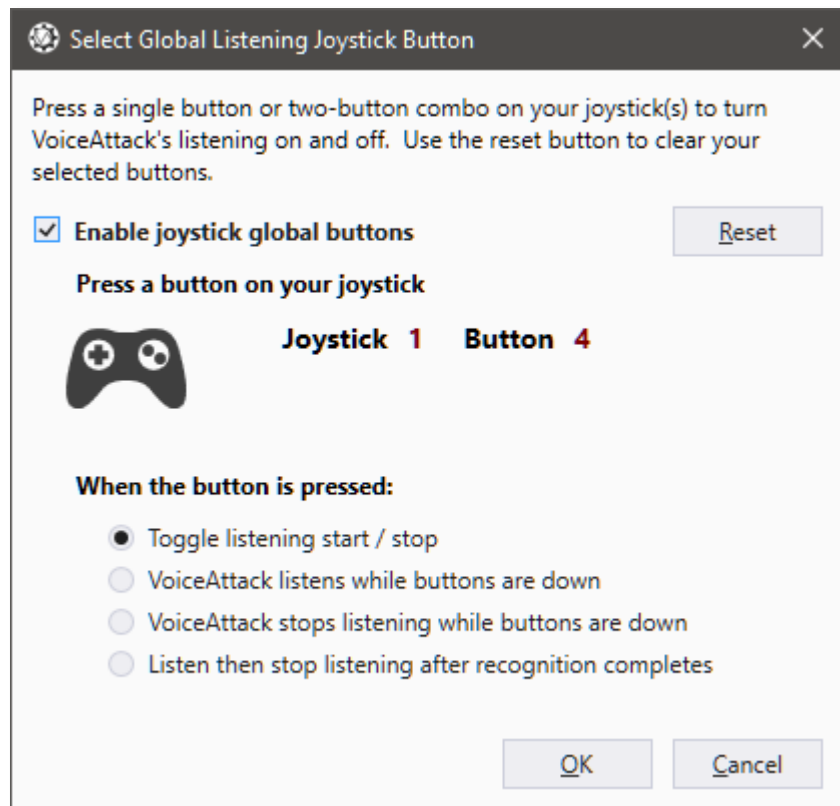 Select Global Listening Joystick Button
Press a single button or two-button combo on your joystick(s) to turn
VoiceAttack's listening on and off.  Use the reset button to clear your
selected buttons.
Enable joystick global buttons
Reset
Press a button on your joystick
Joystick 1 Button 4
When the button is pressed:
Toggle listening start / stop
VoiceAttack listens while buttons are down
VoiceAttack stops listening while buttons are down
Listen then stop listening after recognition completes
OK Cancel